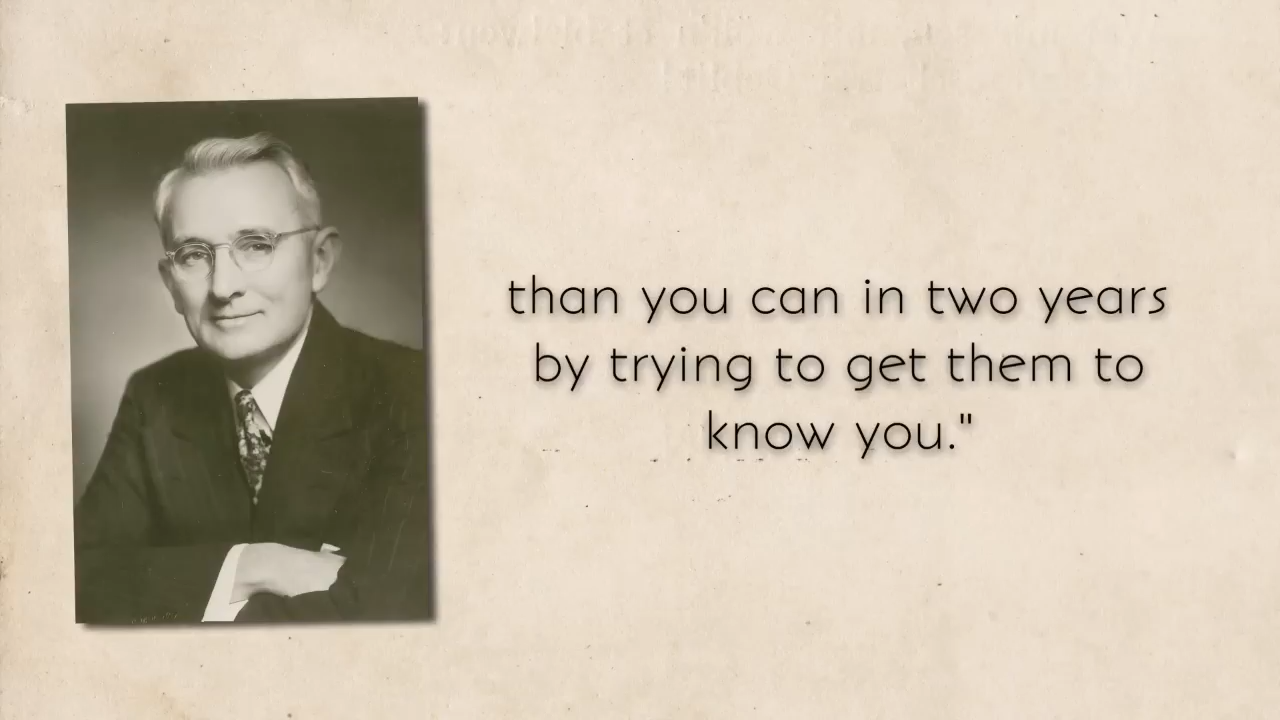 than you can in two years
by trying to get them to
know you."